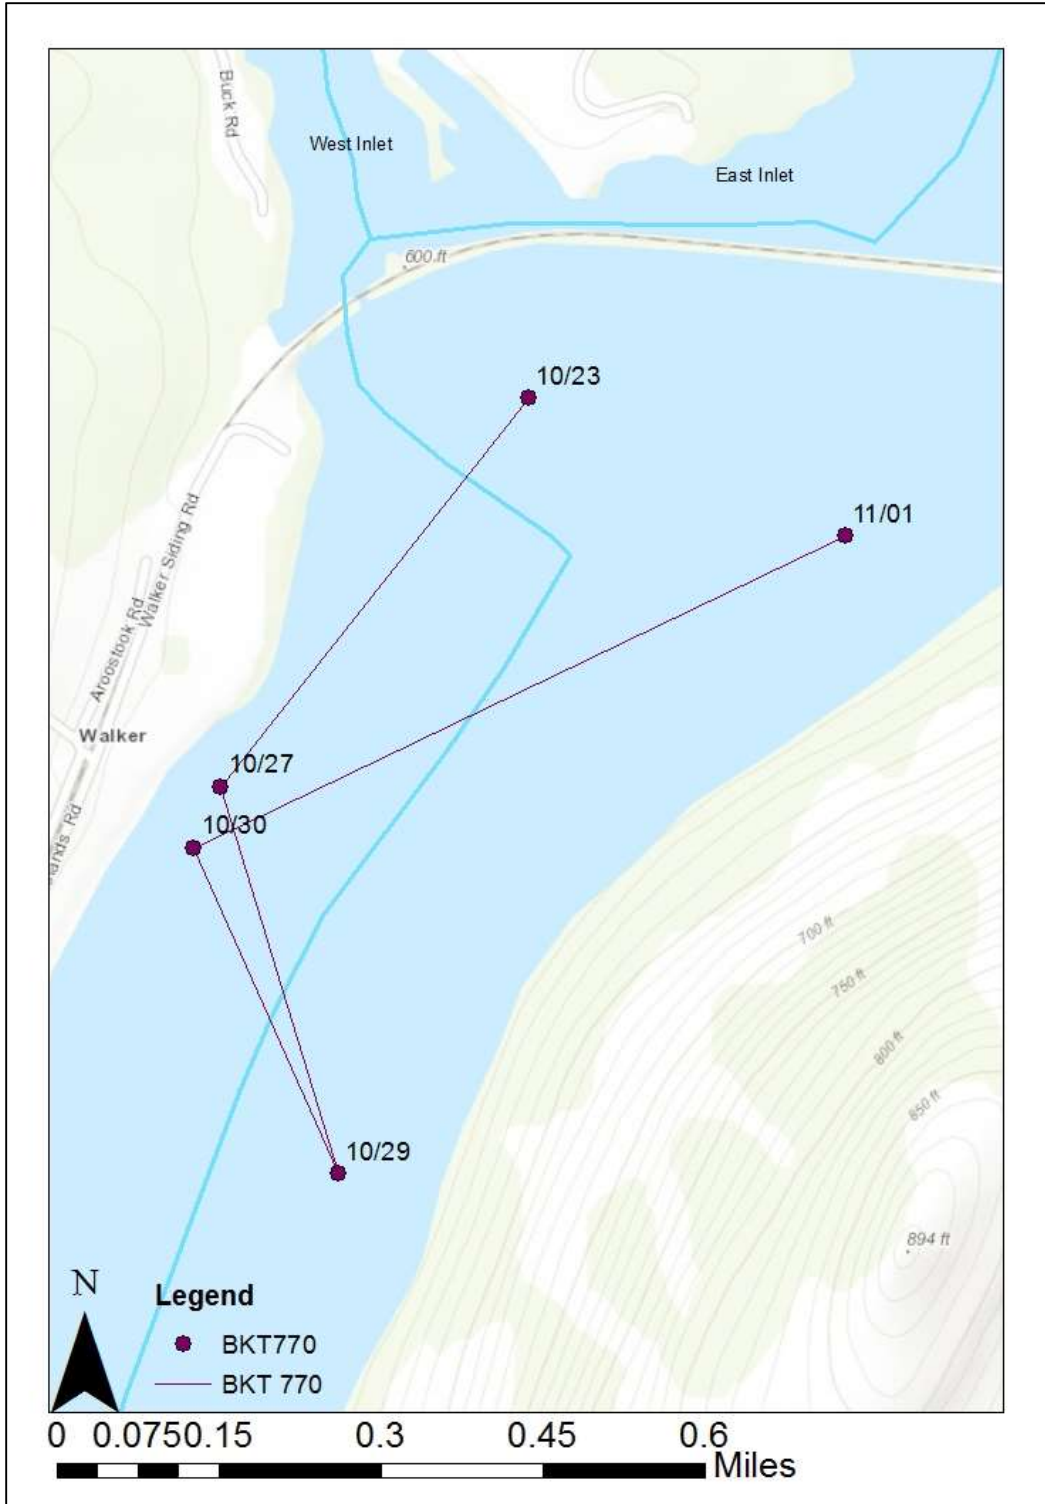 Buck Rd
West Inlet
East Inlet
600 ft
10/23
11/01
Walker Siding Rd
Aroostook Rd
Walker
10/27
10/30
Rd
700 ft
750 ft
800 ft
850 ft
10/29
894 ft
N
Legend
BKT770
BKT 770
0 0.075 0.15 0.3 0.45 0.6
Miles